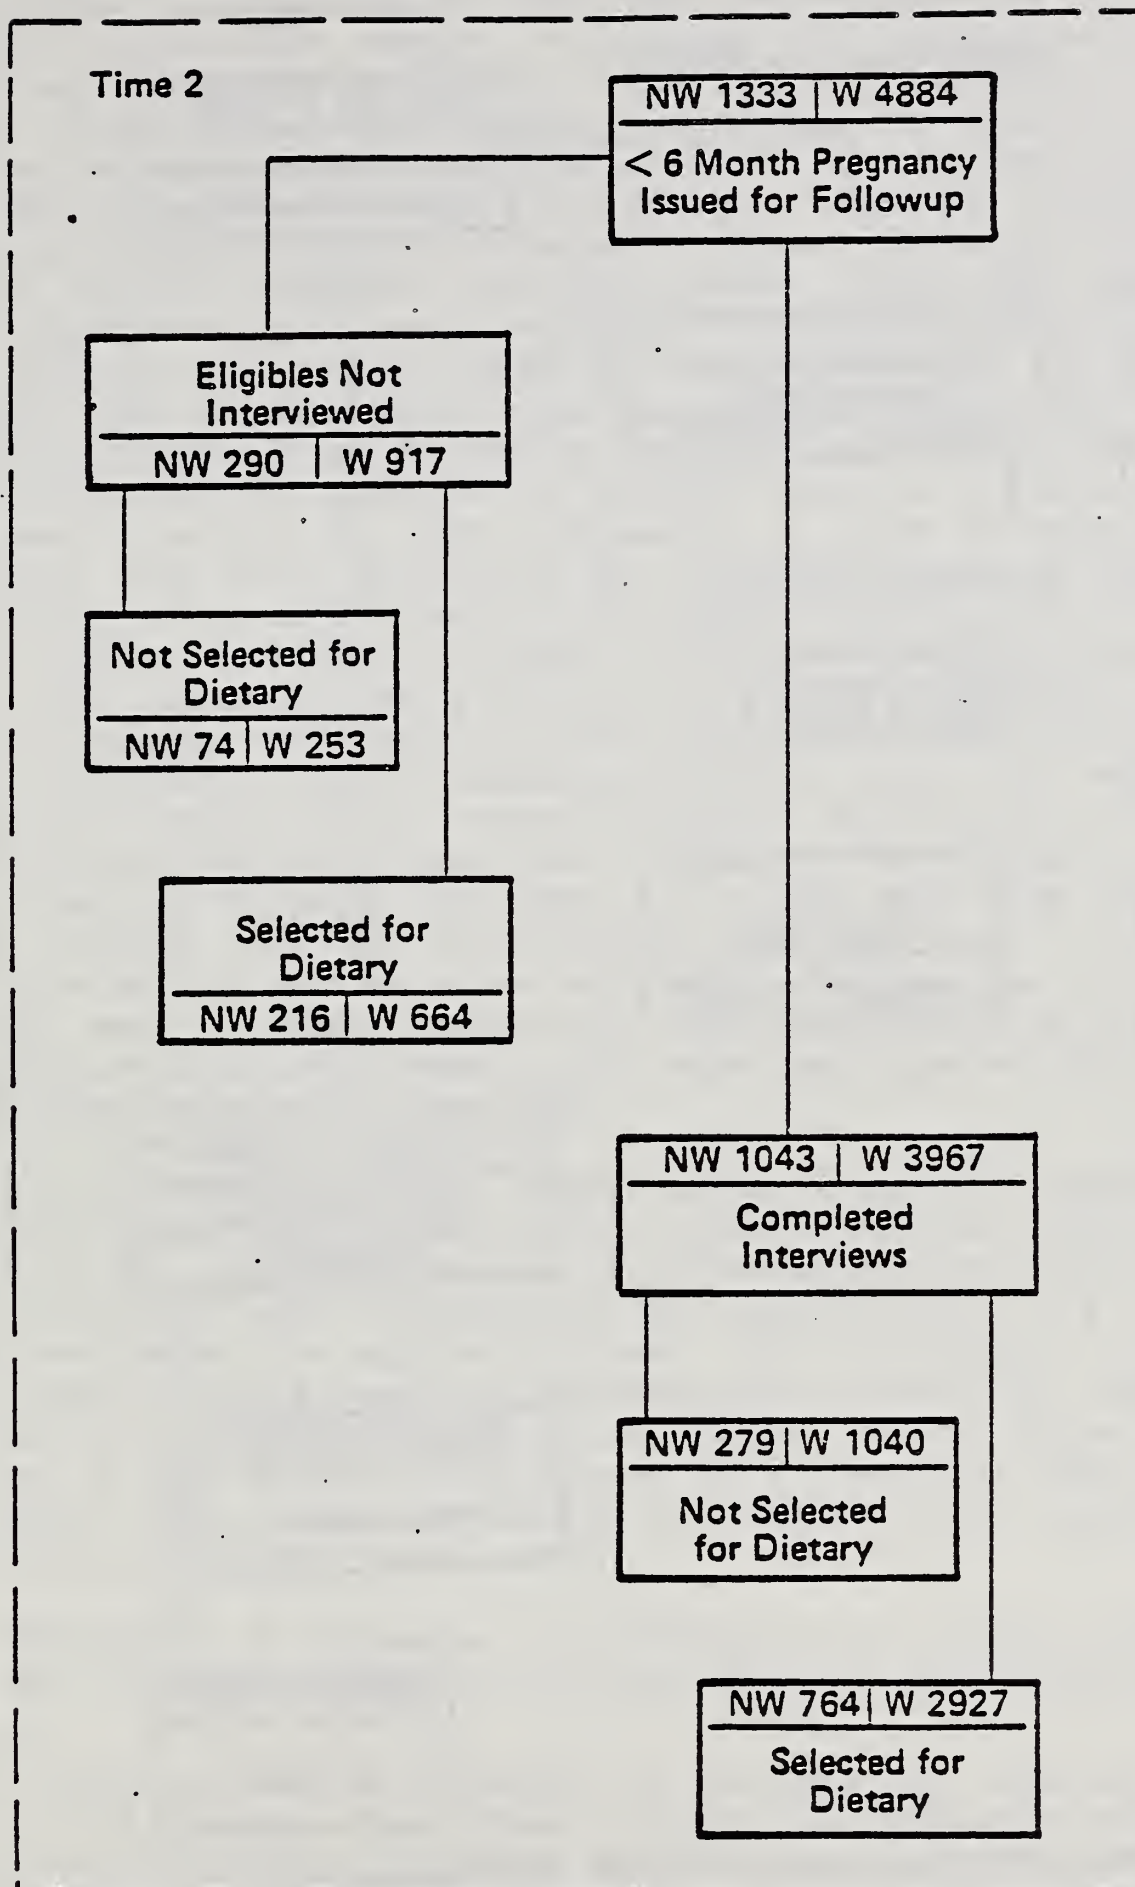 Time 2
NW 1333 | W 4884
< 6 Month Pregnancy
Issued for Followup
Eligibles Not
Interviewed
NW 290 | W 917
Not Selected for
Dietary
NW 74 | W 253
Selected for
Dietary
NW 216 | W 664
NW 1043 | W 3967
Completed
Interviews
NW 279 | W 1040
Not Selected
for Dietary
NW 764 | W 2927
Selected for
Dietary